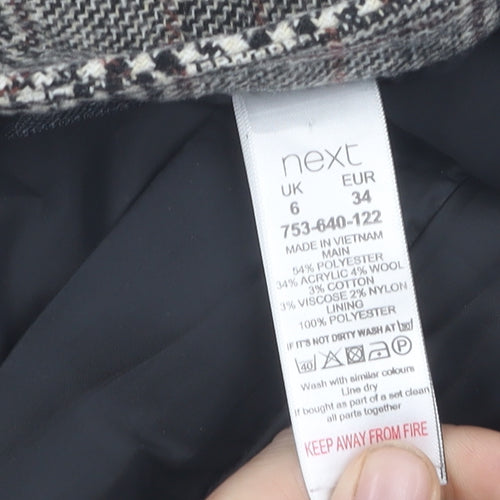 next
UK EUR
6 34
753-640-122
MADE IN VIETNAM
MAIN
54% POLYESTER
34% ACRYLIC 4% WOOL
3% COTTON
3% VISCOSE 2% NYLON
LINING
100% POLYESTER
IF IT'S NOT DIRTY WASH AT 30
40 P
Wash with similar colours
Line dry
If bought as part of a set clean
all parts together
KEEP AWAY FROM FIRE